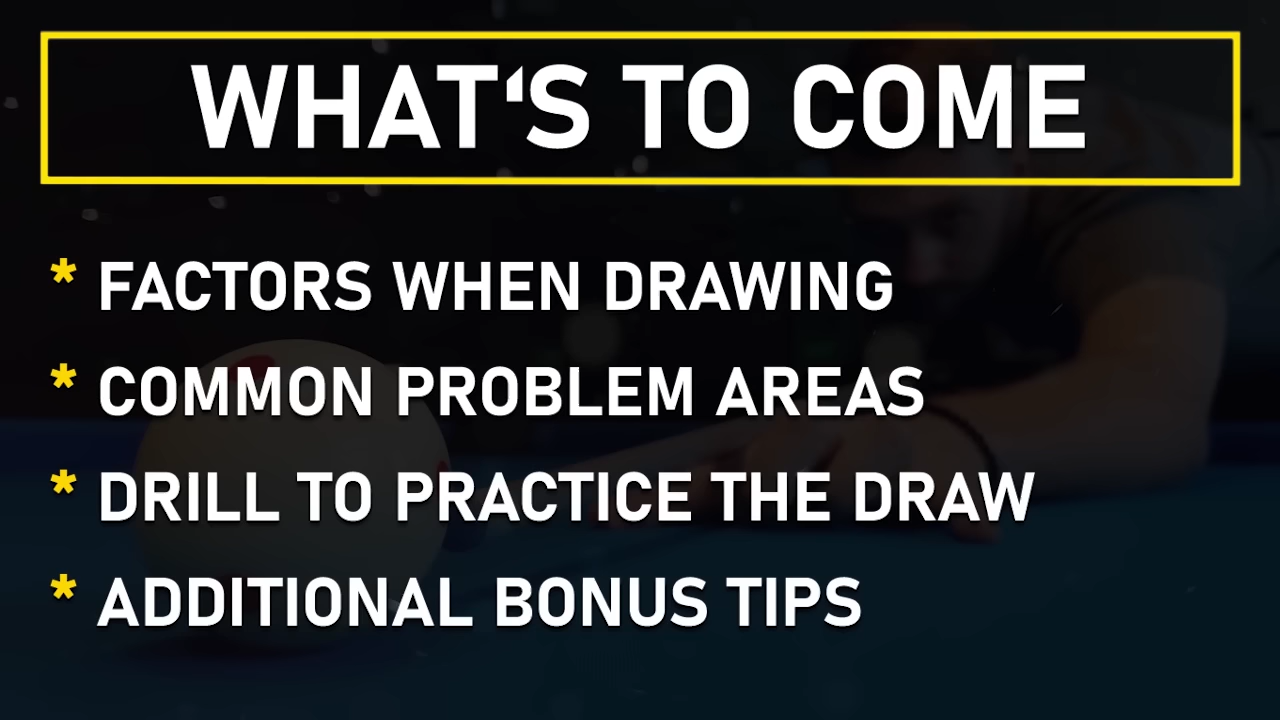 WHAT‘S TO COME
* FACTORS WHEN DRAWING
* COMMON PROBLEM AREAS
* DRILL TO PRACTICE THE DRAW
* ADDITIONAL BONUS TIPS